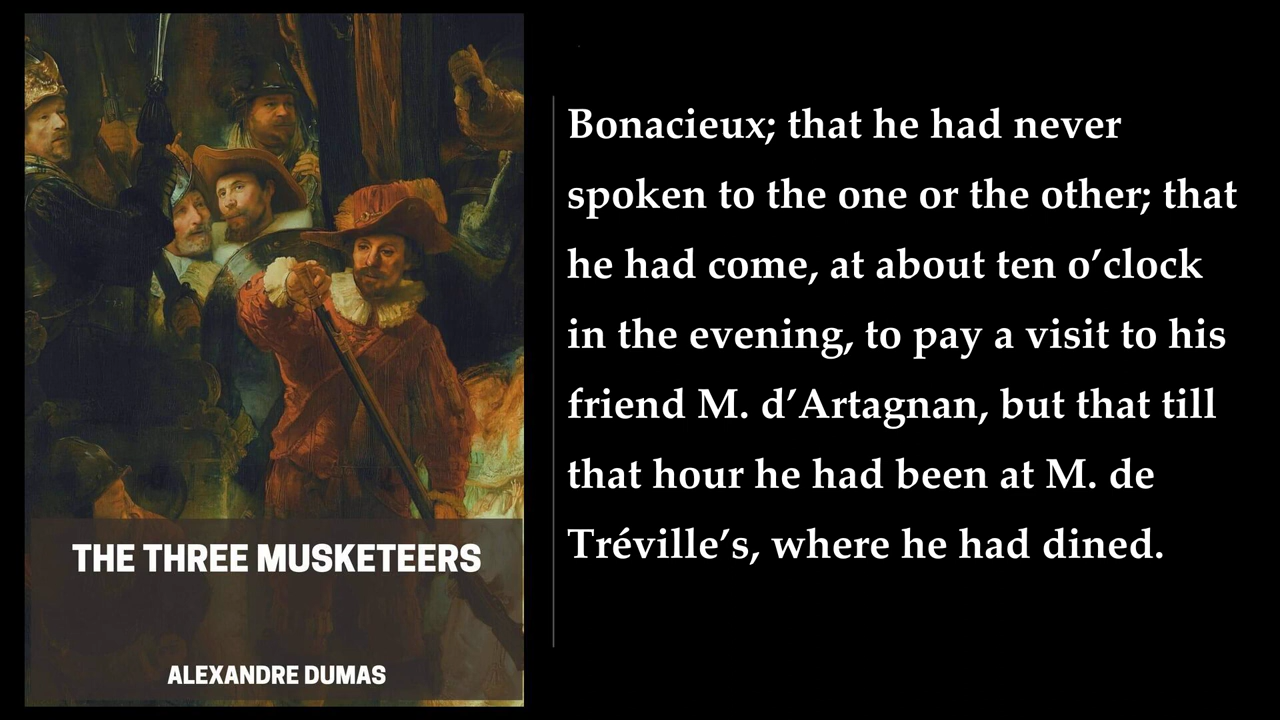 THE THREE MUSKETEERS
ALEXANDRE DUMAS
Bonacieux; that he had never
spoken to the one or the other; that
he had come, at about ten o’clock
in the evening, to pay a visit to his
friend M. d’Artagnan, but that till
that hour he had been at M. de
Tréville’s, where he had dined.